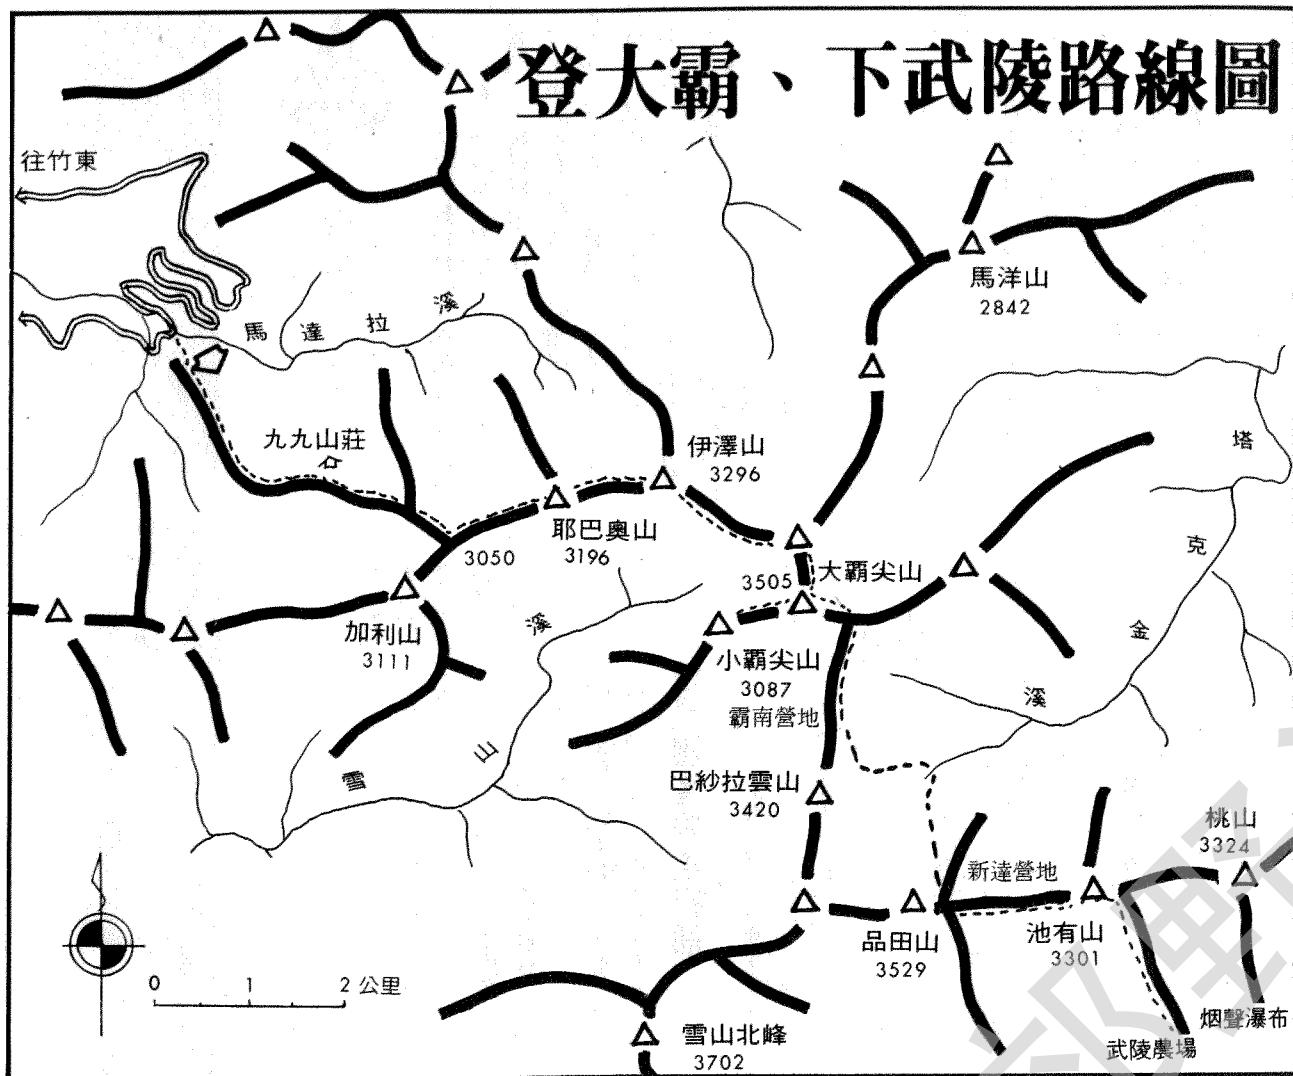 登大霸、下武陵路線圖
往竹東
馬洋山
2842
馬達拉溪
九九山莊
伊澤山
3296
塔克金溪
耶巴奧山
3196
3050
3505
大霸尖山
加利山
3111
小霸尖山
3087
霸南營地
雪山溪
巴紗拉雲山
3420
桃山
3324
新達營地
品田山
3529
池有山
3301
0 1 2 公里
烟聲瀑布
武陵農場
雪山北峰
3702